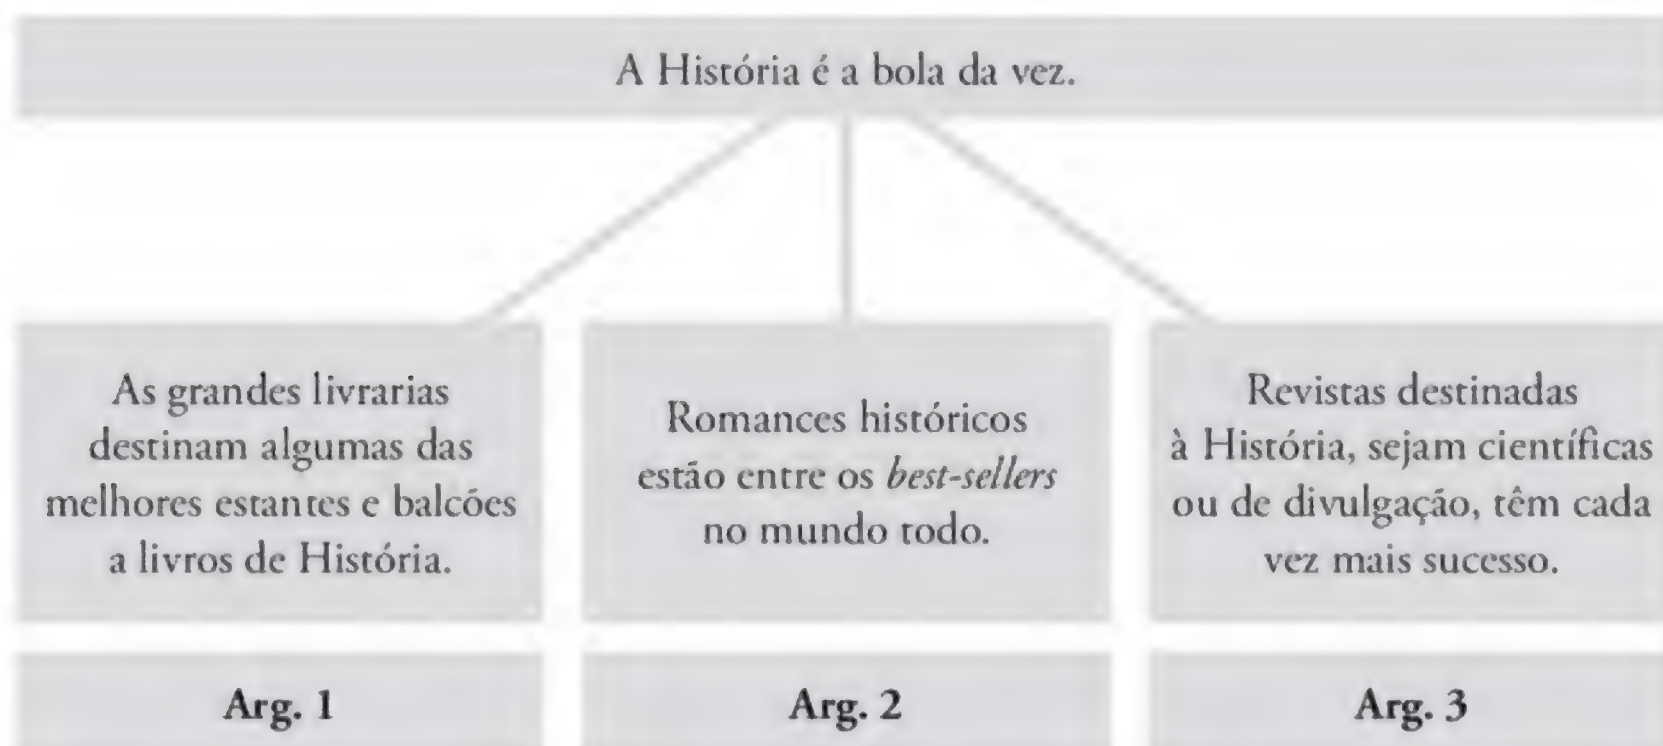 A História é a bola da vez.
As grandes livrarias
destinam algumas das
melhores estantes e balcões
a livros de História.
Romances históricos
estão entre os best-sellers
no mundo todo.
Revistas destinadas
à História, sejam científicas
ou de divulgação, têm cada
vez mais sucesso.
Arg. 1
Arg. 2
Arg. 3